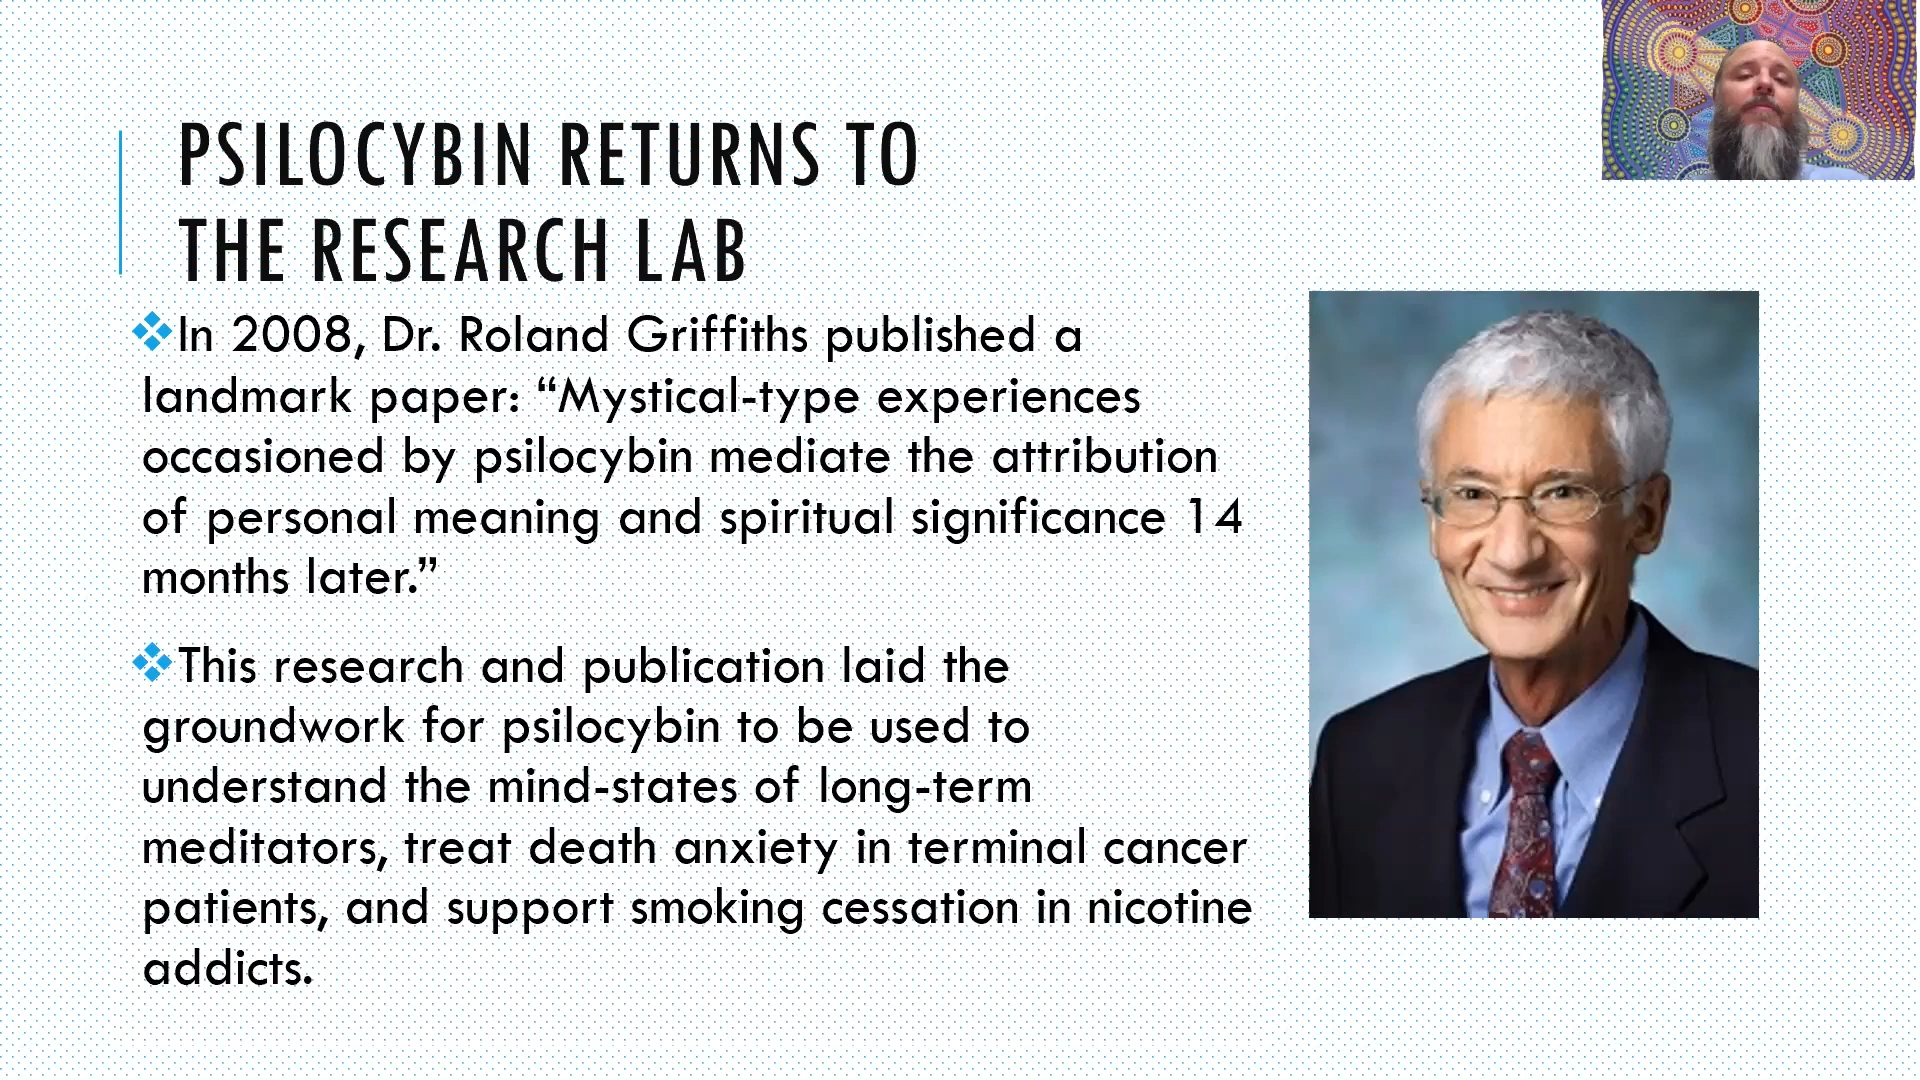 PSILOCYBIN RETURNS TO
THE RESEARCH LAB
In 2008, Dr. Roland Griffiths published a
landmark paper: “Mystical-type experiences
occasioned by psilocybin mediate the attribution
of personal meaning and spiritual significance 14
months later.”
This research and publication laid the
groundwork for psilocybin to be used to
understand the mind-states of long-term
meditators, treat death anxiety in terminal cancer
patients, and support smoking cessation in nicotine
addicts.